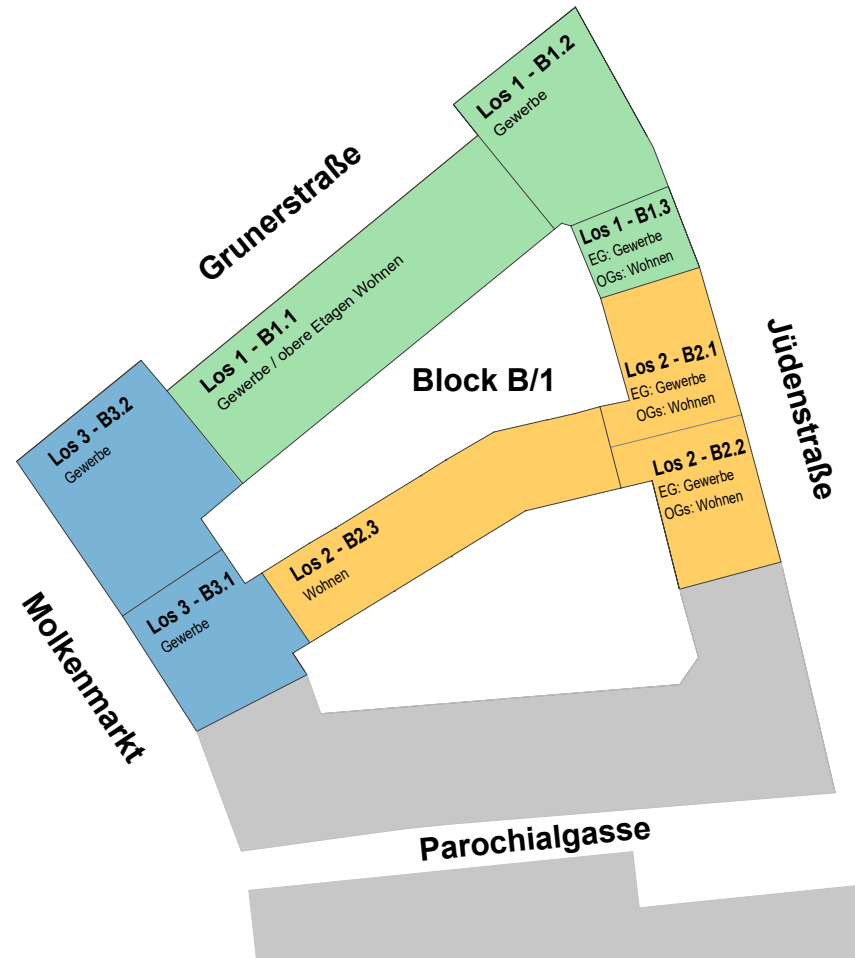 Los 1 - B1.2
Gewerbe
Grunerstraße
Los 1 - B1.3
EG: Gewerbe
OGs: Wohnen
Los 1 - B1.1
Gewerbe / obere Etagen Wohnen
Block B/1
Jüdenstraße
Los 2 - B2.1
EG: Gewerbe
OGs: Wohnen
Los 3 - B3.2
Gewerbe
Los 2 - B2.2
EG: Gewerbe
OGs: Wohnen
Los 2 - B2.3
Wohnen
Los 3 - B3.1
Gewerbe
Molkenmarkt
Parochialgasse